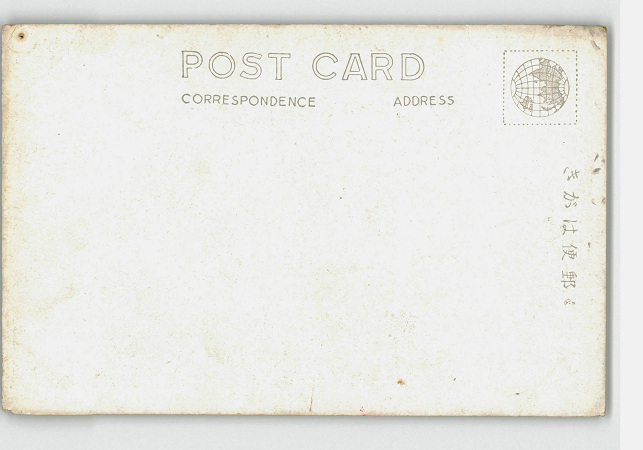 POST CARD
CORRESPONDENCE ADDRESS
郵便はがき